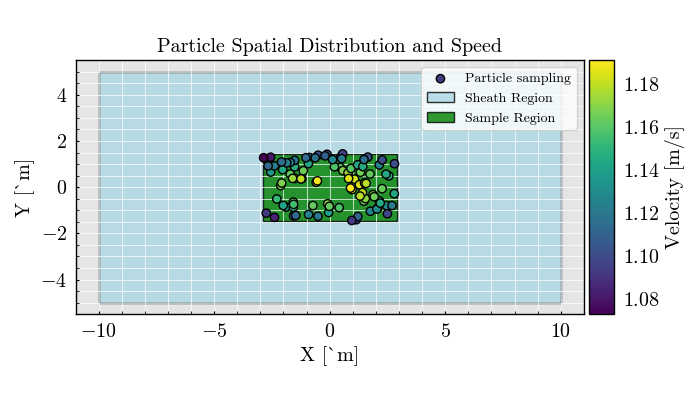 Particle Spatial Distribution and Speed
Particle sampling
Sheath Region
Sample Region
4
2
0
−2
−4
Y [`m]
−10
−5
0
5
10
X [`m]
1.18
1.16
1.14
1.12
1.10
1.08
Velocity [m/s]